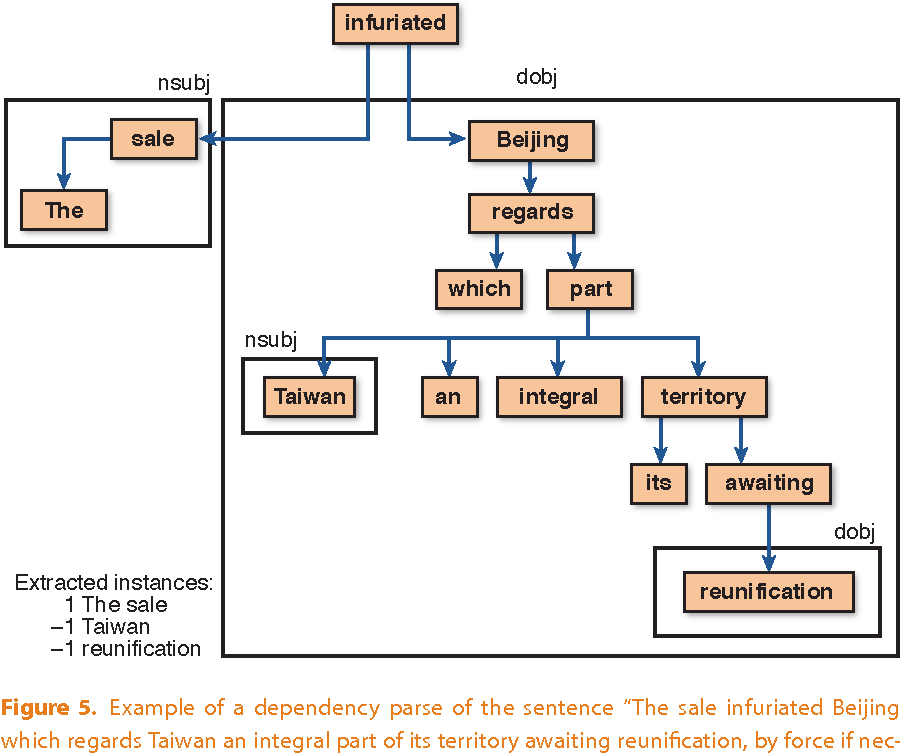 infuriated
nsubj
dobj
sale
Beijing
The
regards
which
part
nsubj
Taiwan
an
integral
territory
its
awaiting
dobj
reunification
Extracted instances:
1 The sale
–1 Taiwan
–1 reunification
Figure 5. Example of a dependency parse of the sentence “The sale infuriated Beijing
which regards Taiwan an integral part of its territory awaiting reunification, by force if nec-